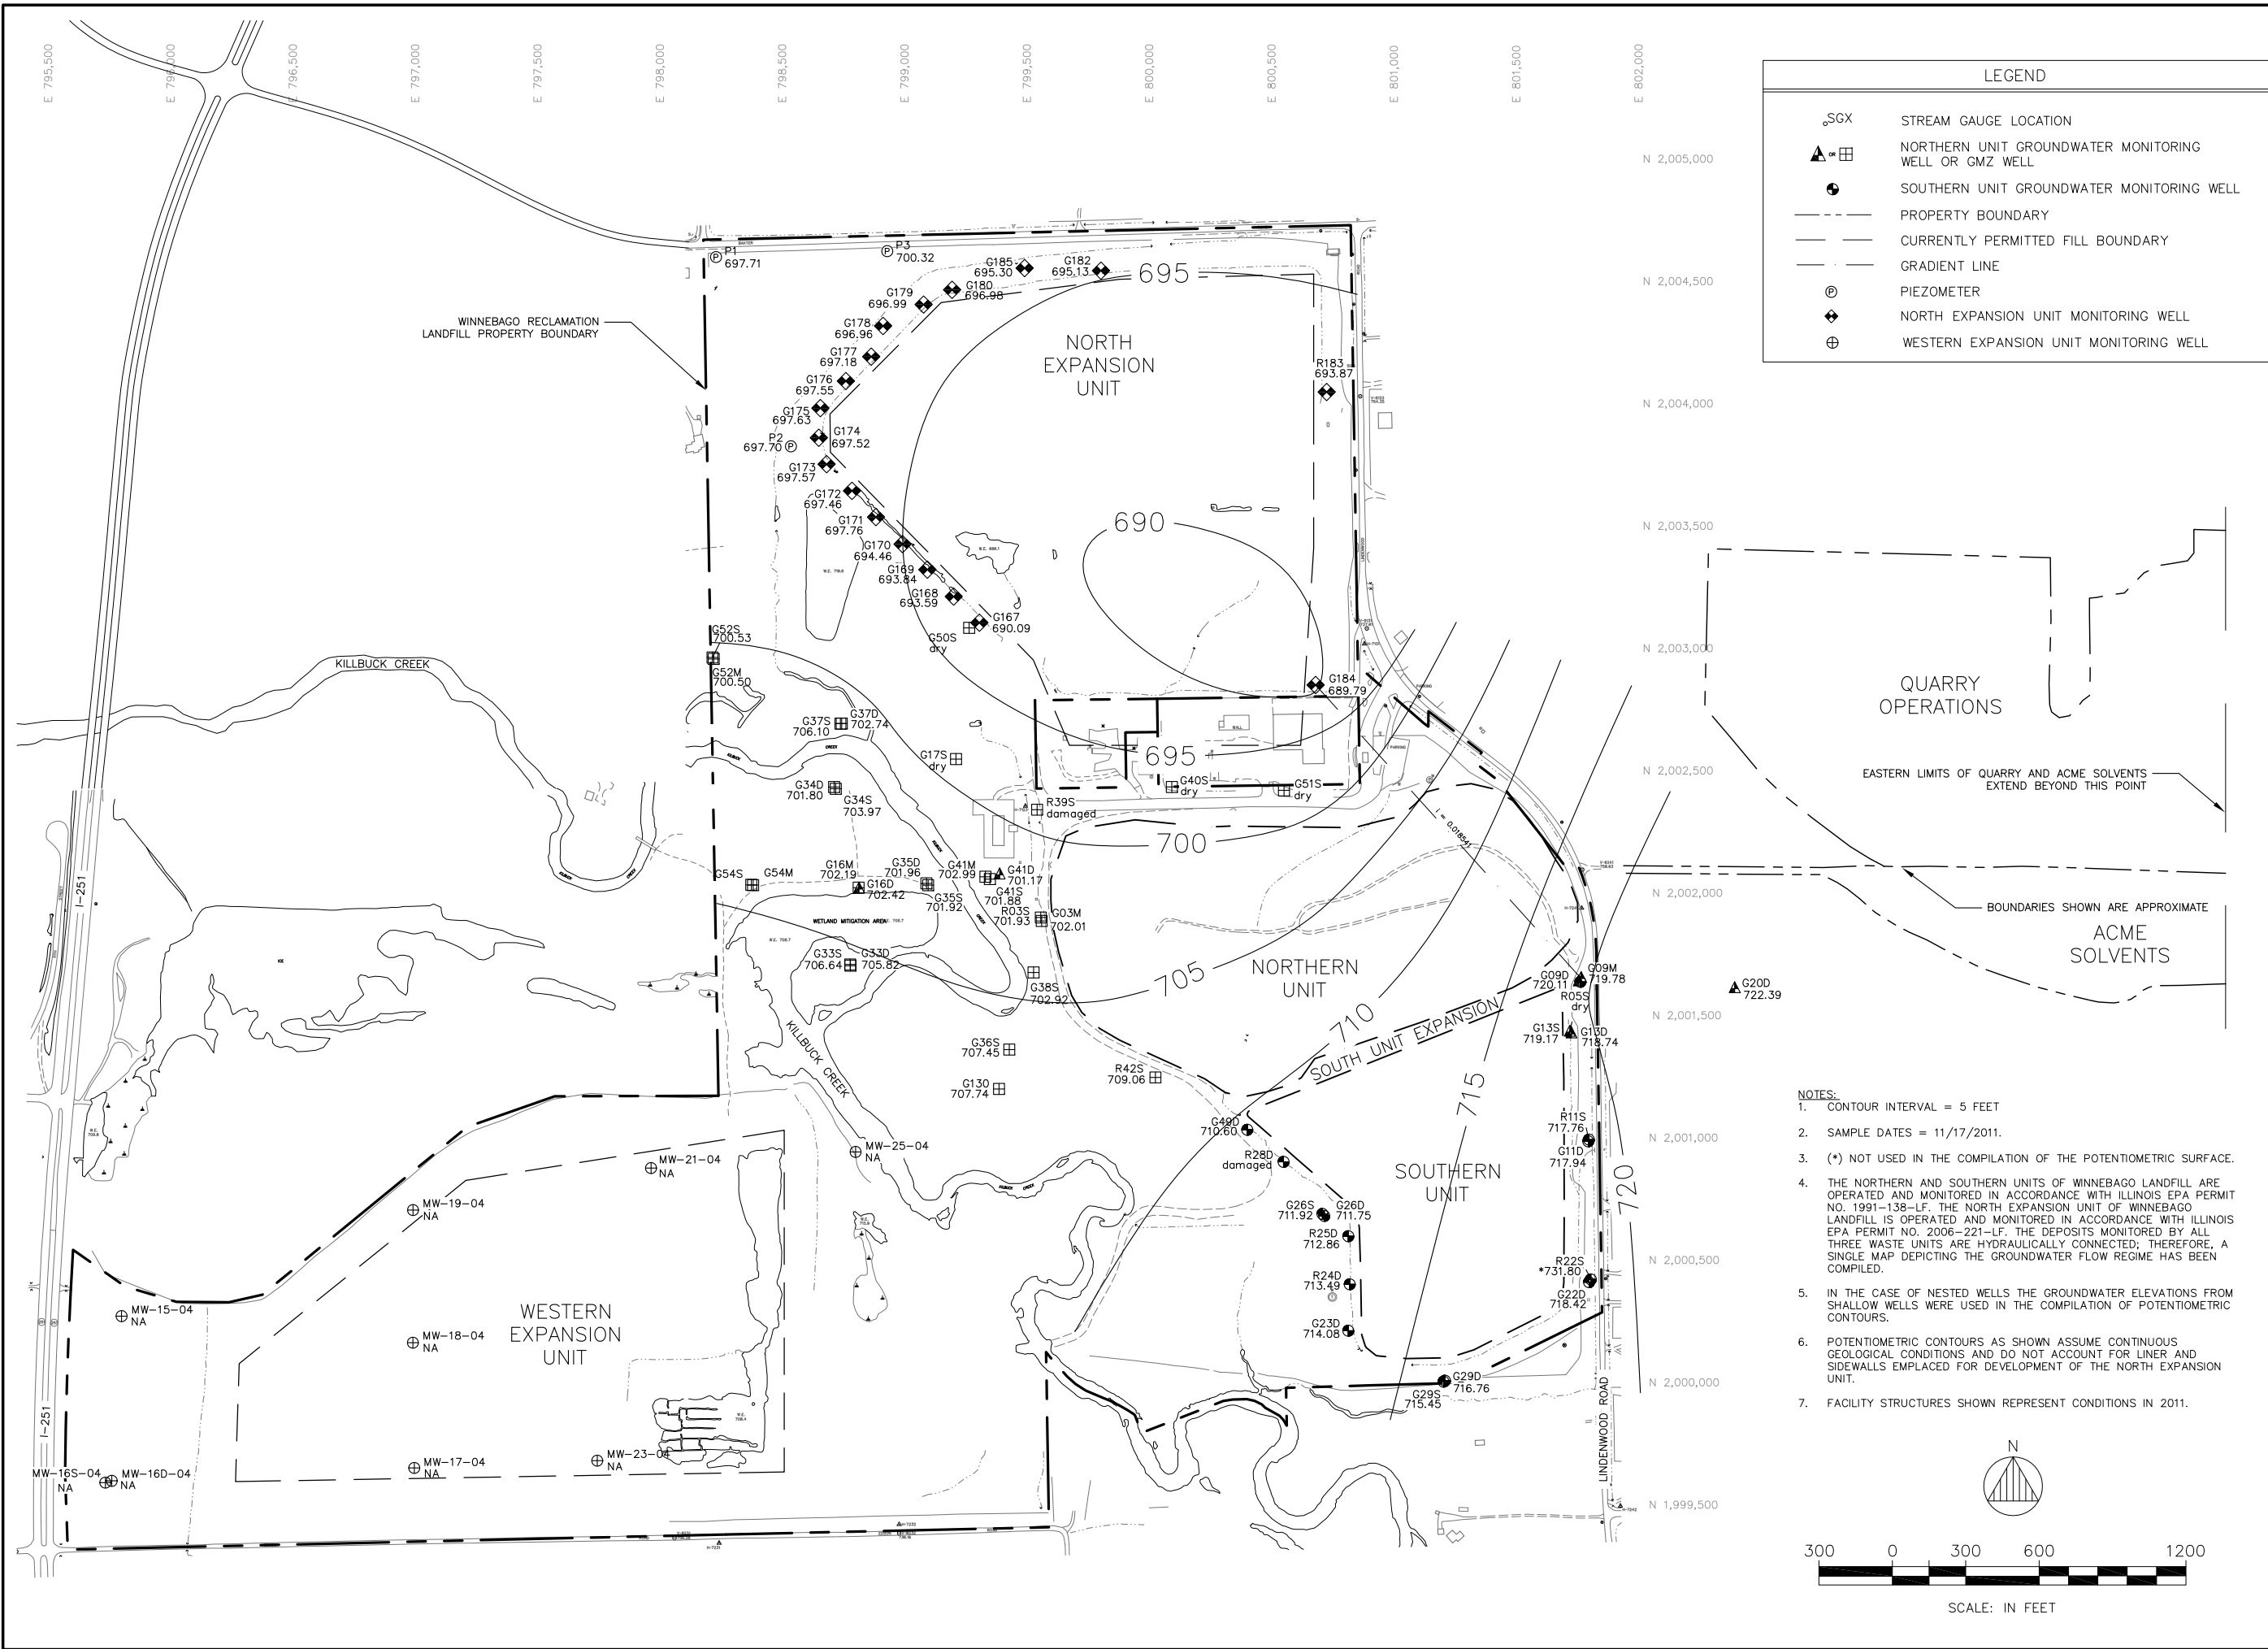 E 795,500
E 796,000
E 796,500
E 797,000
E 797,500
E 798,000
E 798,500
E 799,000
E 799,500
E 800,000
E 800,500
E 801,000
E 801,500
E 802,000
LEGEND
SGX STREAM GAUGE LOCATION
OR NORTHERN UNIT GROUNDWATER MONITORING
WELL OR GMZ WELL
SOUTHERN UNIT GROUNDWATER MONITORING WELL
PROPERTY BOUNDARY
CURRENTLY PERMITTED FILL BOUNDARY
GRADIENT LINE
P PIEZOMETER
NORTH EXPANSION UNIT MONITORING WELL
WESTERN EXPANSION UNIT MONITORING WELL
N 2,005,000
N 2,004,500
N 2,004,000
N 2,003,500
N 2,003,000
N 2,002,500
N 2,002,000
N 2,001,500
N 2,001,000
N 2,000,500
N 2,000,000
N 1,999,500
WINNEBAGO RECLAMATION
LANDFILL PROPERTY BOUNDARY
BAXTER
P1
697.71
P3
700.32
G185
695.30
G182
695.13
695
G180
696.98
G179
696.99
G178
696.96
G177
697.18
G176
697.55
G175
697.63
G174
697.52
P2
697.70
G173
697.57
G172
697.46
G171
697.76
G170
694.46
G169
693.84
G168
693.59
G167
690.09
G50S
dry
NORTH
EXPANSION
UNIT
R183
693.87
690
G184
689.79
LINDENWOOD
G52S
700.53
G52M
700.50
KILLBUCK CREEK
G37S
706.10
G37D
702.74
G17S
dry
G34D
701.80
G34S
703.97
695
G40S
dry
G51S
dry
R39S
damaged
700
PARKING
PARKING
i = 0.018541
G54S
G54M
G16M
702.19
G16D
702.42
G35D
701.96
G35S
701.92
G41M
702.99
G41D
701.17
G41S
701.88
R03S
701.93
G03M
702.01
WETLAND MITIGATION AREA
G33S
706.64
G33D
705.82
G38S
702.92
705
NORTHERN
UNIT
710
SOUTH UNIT EXPANSION
KILLBUCK CREEK
G36S
707.45
G130
707.74
R42S
709.06
G09D
720.11
G09M
719.78
R05S
dry
G13S
719.17
G13D
718.74
G20D
722.39
715
R11S
717.76
G11D
717.94
G49D
710.60
R28D
damaged
SOUTHERN
UNIT
720
G26S
711.92
G26D
711.75
R25D
712.86
R24D
713.49
G23D
714.08
R22S
*731.80
G22D
718.42
G29D
716.76
G29S
715.45
LINDENWOOD ROAD
QUARRY
OPERATIONS
EASTERN LIMITS OF QUARRY AND ACME SOLVENTS
EXTEND BEYOND THIS POINT
BOUNDARIES SHOWN ARE APPROXIMATE
ACME
SOLVENTS
I-251
I-251
MW-25-04
NA
MW-21-04
NA
MW-19-04
NA
MW-15-04
NA
MW-18-04
NA
WESTERN
EXPANSION
UNIT
MW-17-04
NA
MW-23-04
NA
MW-16S-04
NA
MW-16D-04
NA
NOTES:
1. CONTOUR INTERVAL = 5 FEET
2. SAMPLE DATES = 11/17/2011.
3. (*) NOT USED IN THE COMPILATION OF THE POTENTIOMETRIC SURFACE.
4. THE NORTHERN AND SOUTHERN UNITS OF WINNEBAGO LANDFILL ARE
OPERATED AND MONITORED IN ACCORDANCE WITH ILLINOIS EPA PERMIT
NO. 1991-138-LF. THE NORTH EXPANSION UNIT OF WINNEBAGO
LANDFILL IS OPERATED AND MONITORED IN ACCORDANCE WITH ILLINOIS
EPA PERMIT NO. 2006-221-LF. THE DEPOSITS MONITORED BY ALL
THREE WASTE UNITS ARE HYDRAULICALLY CONNECTED; THEREFORE, A
SINGLE MAP DEPICTING THE GROUNDWATER FLOW REGIME HAS BEEN
COMPILED.
5. IN THE CASE OF NESTED WELLS THE GROUNDWATER ELEVATIONS FROM
SHALLOW WELLS WERE USED IN THE COMPILATION OF POTENTIOMETRIC
CONTOURS.
6. POTENTIOMETRIC CONTOURS AS SHOWN ASSUME CONTINUOUS
GEOLOGICAL CONDITIONS AND DO NOT ACCOUNT FOR LINER AND
SIDEWALLS EMPLACED FOR DEVELOPMENT OF THE NORTH EXPANSION
UNIT.
7. FACILITY STRUCTURES SHOWN REPRESENT CONDITIONS IN 2011.
N
300 0 300 600 1200
SCALE: IN FEET